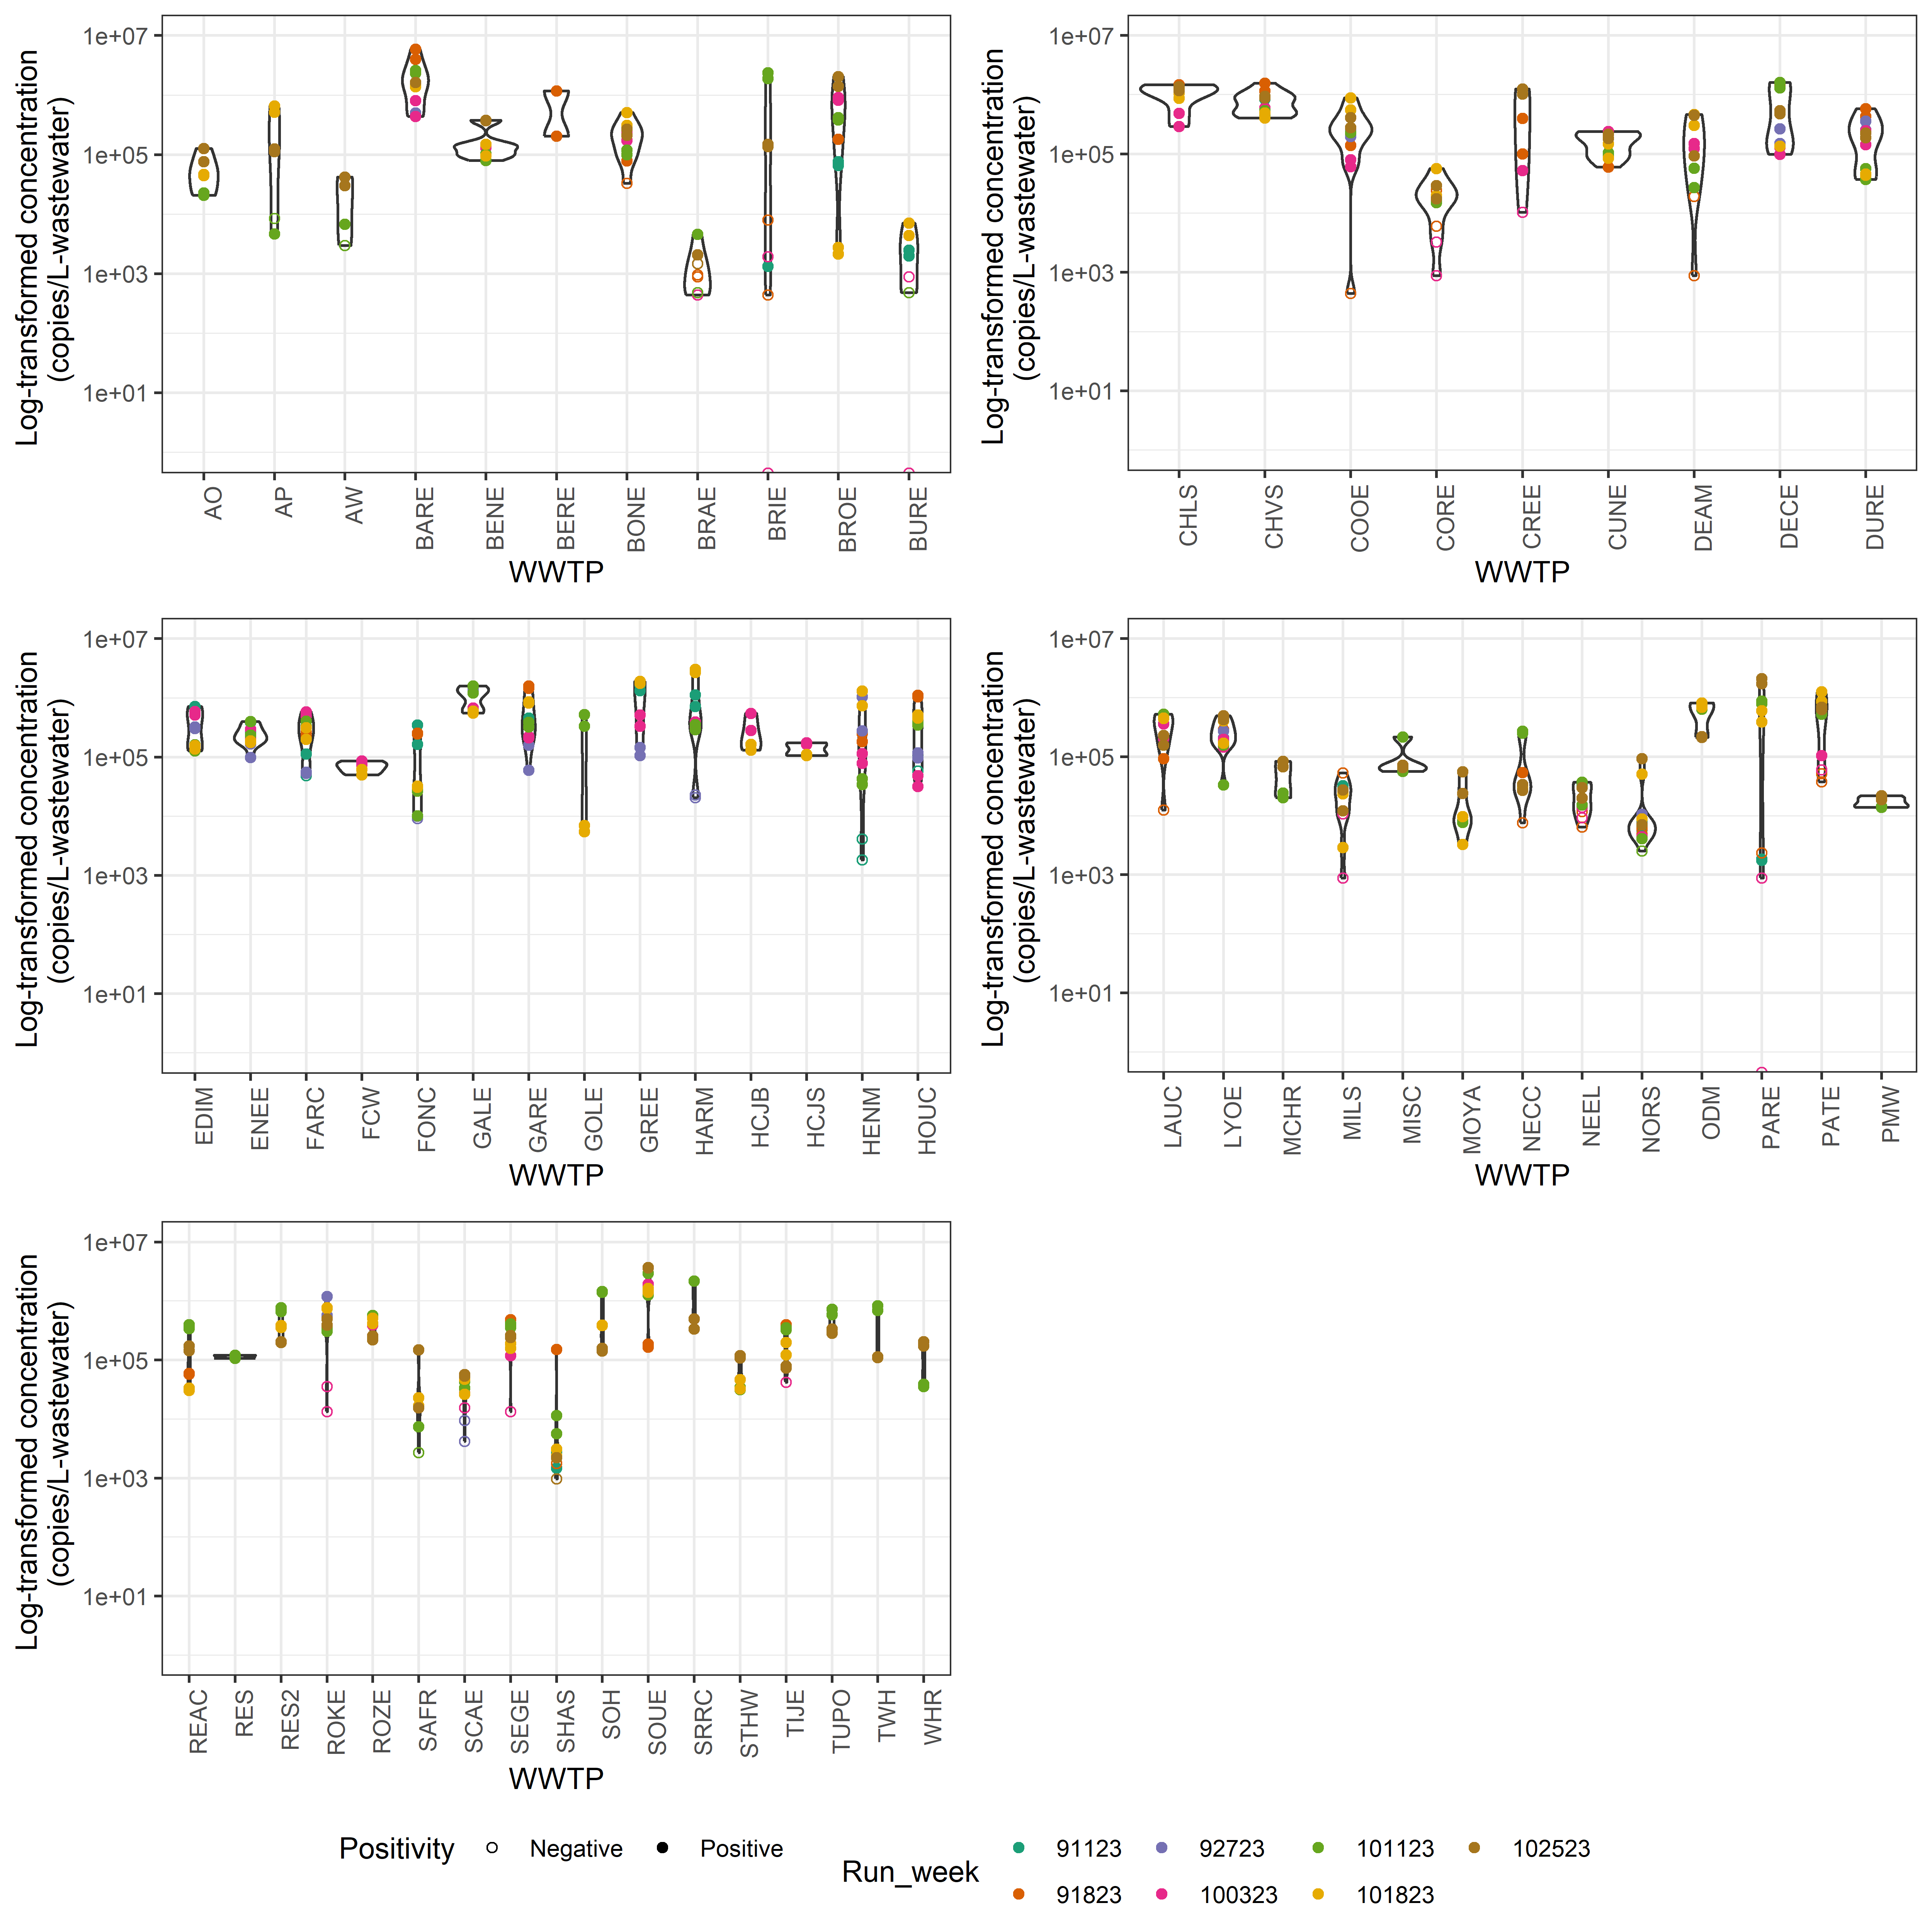 Log-transformed concentration
(copies/L-wastewater)
1e+07
1e+05
1e+03
1e+01
AO
AP
AW
BARE
BENE
BERE
BONE
BRAE
BRIE
BROE
BURE
WWTP
Log-transformed concentration
(copies/L-wastewater)
1e+07
1e+05
1e+03
1e+01
CHLS
CHVS
COOE
CORE
CREE
CUNE
DEAM
DECE
DURE
WWTP
Log-transformed concentration
(copies/L-wastewater)
1e+07
1e+05
1e+03
1e+01
EDIM
ENEE
FARC
FCW
FONC
GALE
GARE
GOLE
GREE
HARM
HCJB
HCJS
HENM
HOUC
WWTP
Log-transformed concentration
(copies/L-wastewater)
1e+07
1e+05
1e+03
1e+01
LAUC
LYOE
MCHR
MILS
MISC
MOYA
NECC
NEEL
NORS
ODM
PARE
PATE
PMW
WWTP
Log-transformed concentration
(copies/L-wastewater)
1e+07
1e+05
1e+03
1e+01
REAC
RES
RES2
ROKE
ROZE
SAFR
SCAE
SEGE
SHAS
SOH
SOUE
SRRC
STHW
TIJE
TUPO
TWH
WHR
WWTP
Positivity
Negative
Positive
Run_week
91123
92723
101123
102523
91823
100323
101823